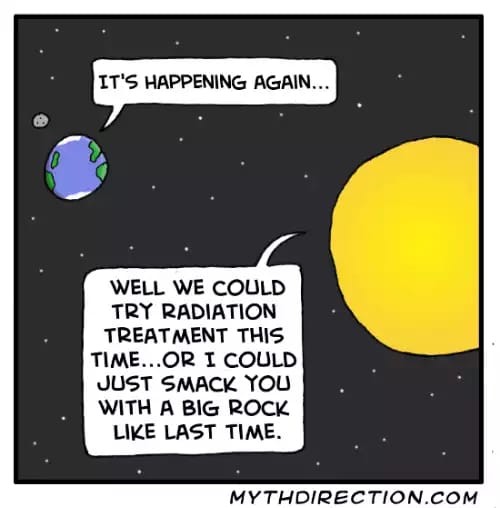 IT'S HAPPENING AGAIN...
WELL WE COULD
TRY RADIATION
TREATMENT THIS
TIME...OR I COULD
JUST SMACK YOU
WITH A BIG ROCK
LIKE LAST TIME.
MYTHDIRECTION.COM